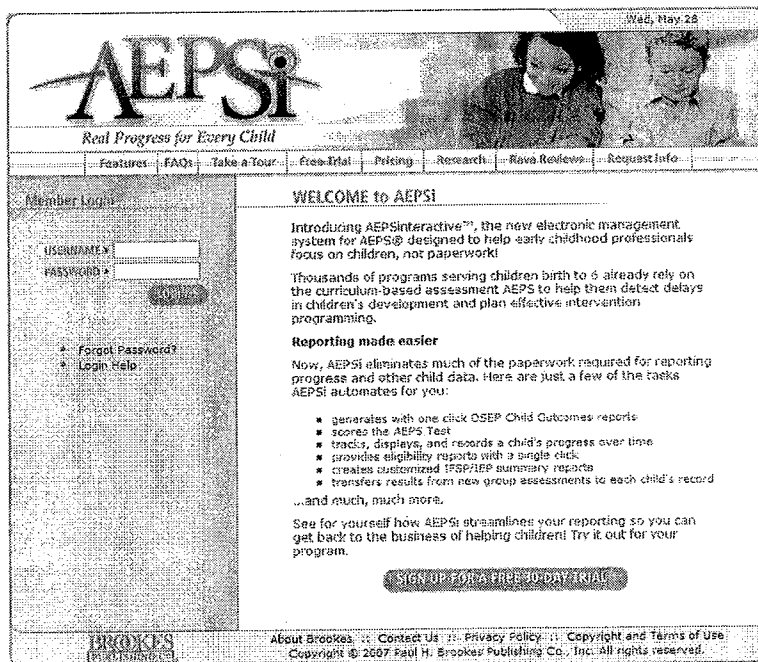 Wed, May 28
AEPSi
Real Progress for Every Child
Features FAQs Take a Tour Free Trial Pricing Research Rave Reviews Request Info
Member Login
USERNAME
PASSWORD
Forgot Password?
Login Help
WELCOME to AEPSi
Introducing AEPSinteractive™, the new electronic management
system for AEPS® designed to help early childhood professionals
focus on children, not paperwork!
Thousands of programs serving children birth to 6 already rely on
the curriculum-based assessment AEPS to help them detect delays
in children's development and plan effective intervention
programming.
Reporting made easier
Now, AEPSi eliminates much of the paperwork required for reporting
progress and other child data. Here are just a few of the tasks
AEPSi automates for you:
generates with one click OSEP Child Outcomes reports
scores the AEPS Test
tracks, displays, and records a child's progress over time
provides eligibility reports with a single click
creates customized IFSP/IEP summary reports
transfers results from new group assessments to each child's record
...and much, much more.
See for yourself how AEPSi streamlines your reporting so you can
get back to the business of helping children! Try it out for your
program.
SIGN UP FOR A FREE 30-DAY TRIAL
BROOKES
PUBLISHING CO
About Brookes :: Contact Us :: Privacy Policy :: Copyright and Terms of Use
Copyright © 2007 Paul H. Brookes Publishing Co., Inc. All rights reserved.